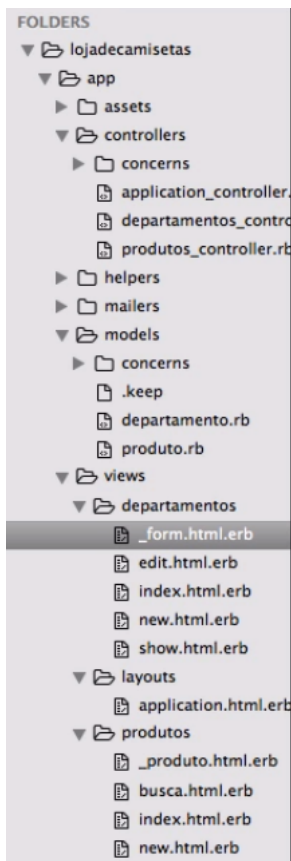 FOLDERS
lojadecamisetas
app
assets
controllers
concerns
application_controller.
departamentos_contro
produtos_controller.rb
helpers
mailers
models
concerns
.keep
departamento.rb
produto.rb
views
departamentos
_form.html.erb
edit.html.erb
index.html.erb
new.html.erb
show.html.erb
layouts
application.html.erb
produtos
_produto.html.erb
busca.html.erb
index.html.erb
new.html.erb